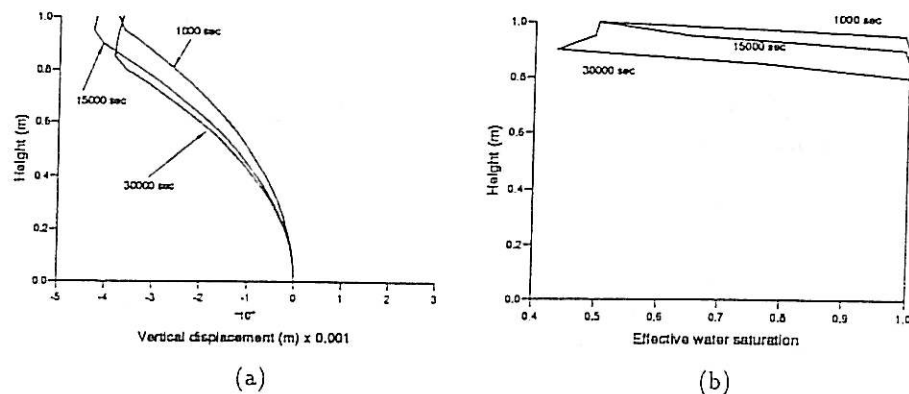 1.0
0.8
0.6
0.4
0.2
0.0
Height (m)
1000 sec
15000 sec
30000 sec
-5
-4
-3
-2
-1
0
1
2
3
Vertical displacement (m) x 0.001
(a)
1.0
0.8
0.6
0.4
0.2
0.0
Height (m)
1000 sec
15000 sec
30000 sec
0.4
0.5
0.6
0.7
0.8
0.9
1.0
Effective water saturation
(b)